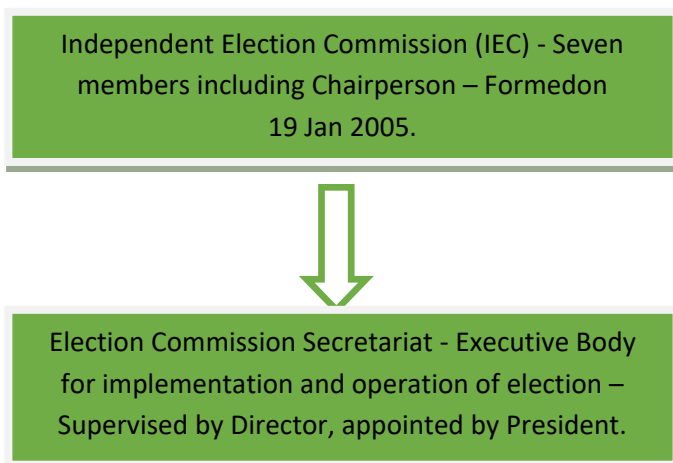 Independent Election Commission (IEC) - Seven
members including Chairperson – Formedon
19 Jan 2005.
Election Commission Secretariat - Executive Body
for implementation and operation of election –
Supervised by Director, appointed by President.